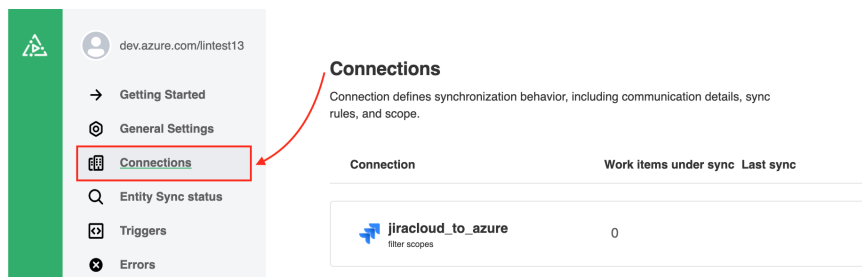 dev.azure.com/lintest13
Getting Started
General Settings
Connections
Entity Sync status
Triggers
Errors
Connections
Connection defines synchronization behavior, including communication details, sync
rules, and scope.
Connection Work items under sync Last sync
jiracloud_to_azure 0
filter scopes